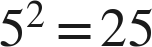 5² = 25